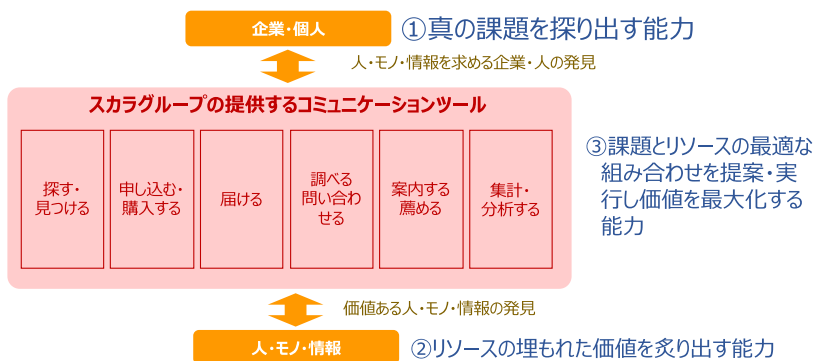 企業・個人
①真の課題を探り出す能力
人・モノ・情報を求める企業・人の発見
スカラグループの提供するコミュニケーションツール
探す・
見つける
申し込む・
購入する
届ける
調べる
問い合わ
せる
案内する
薦める
集計・
分析する
③課題とリソースの最適な
組み合わせを提案・実
行し価値を最大化する
能力
価値ある人・モノ・情報の発見
人・モノ・情報
②リソースの埋もれた価値を炙り出す能力